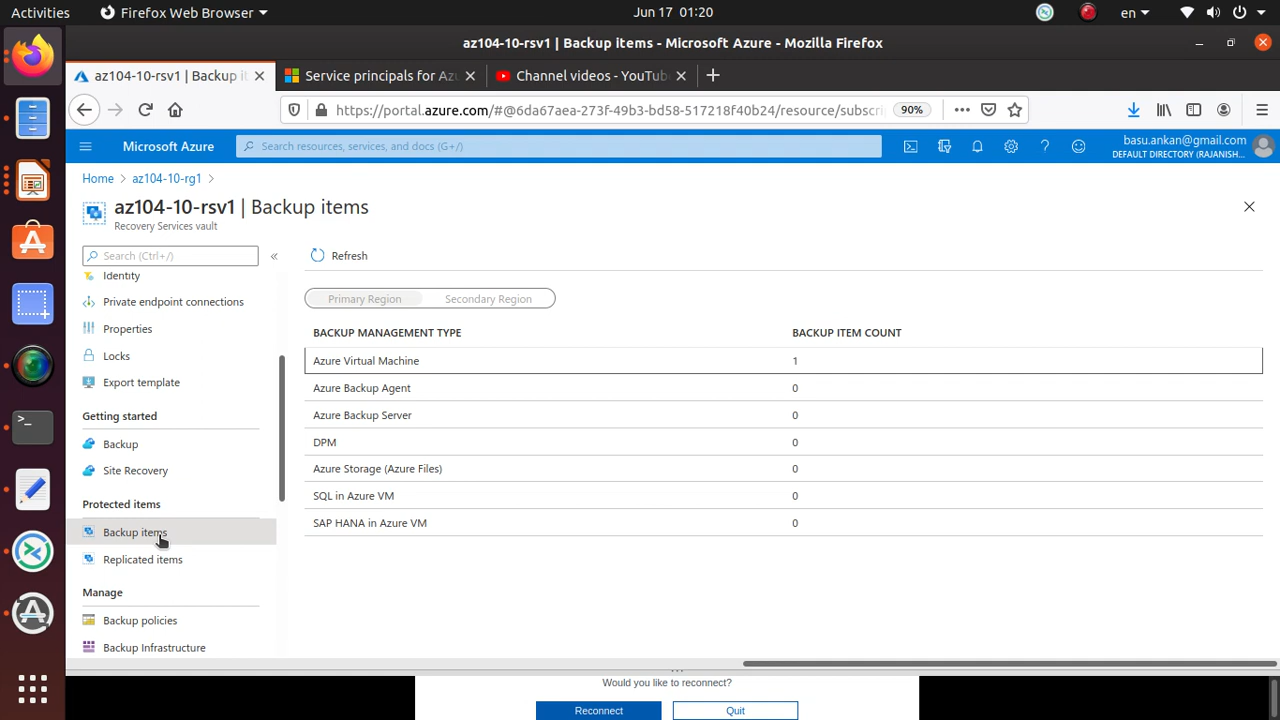 Activities
Firefox Web Browser
Jun 17 01:20
en
az104-10-rsv1 | Backup items - Microsoft Azure - Mozilla Firefox
az104-10-rsv1 | Backup it
Service principals for Az
Channel videos - YouTub
https://portal.azure.com/#@6da67aea-273f-49b3-bd58-517218f40b24/resource/subscri
90%
Microsoft Azure
Search resources, services, and docs (G+/)
basu.ankan@gmail.com
DEFAULT DIRECTORY (RAJANISH...
Home > az104-10-rg1 >
az104-10-rsv1 | Backup items
Recovery Services vault
Search (Ctrl+/)
«
Refresh
Identity
Private endpoint connections
Properties
Locks
Export template
Getting started
Backup
Site Recovery
Protected items
Backup items
Replicated items
Manage
Backup policies
Backup Infrastructure
Primary Region
Secondary Region
BACKUP MANAGEMENT TYPE BACKUP ITEM COUNT
Azure Virtual Machine 1
Azure Backup Agent 0
Azure Backup Server 0
DPM 0
Azure Storage (Azure Files) 0
SQL in Azure VM 0
SAP HANA in Azure VM 0
Would you like to reconnect?
Reconnect
Quit